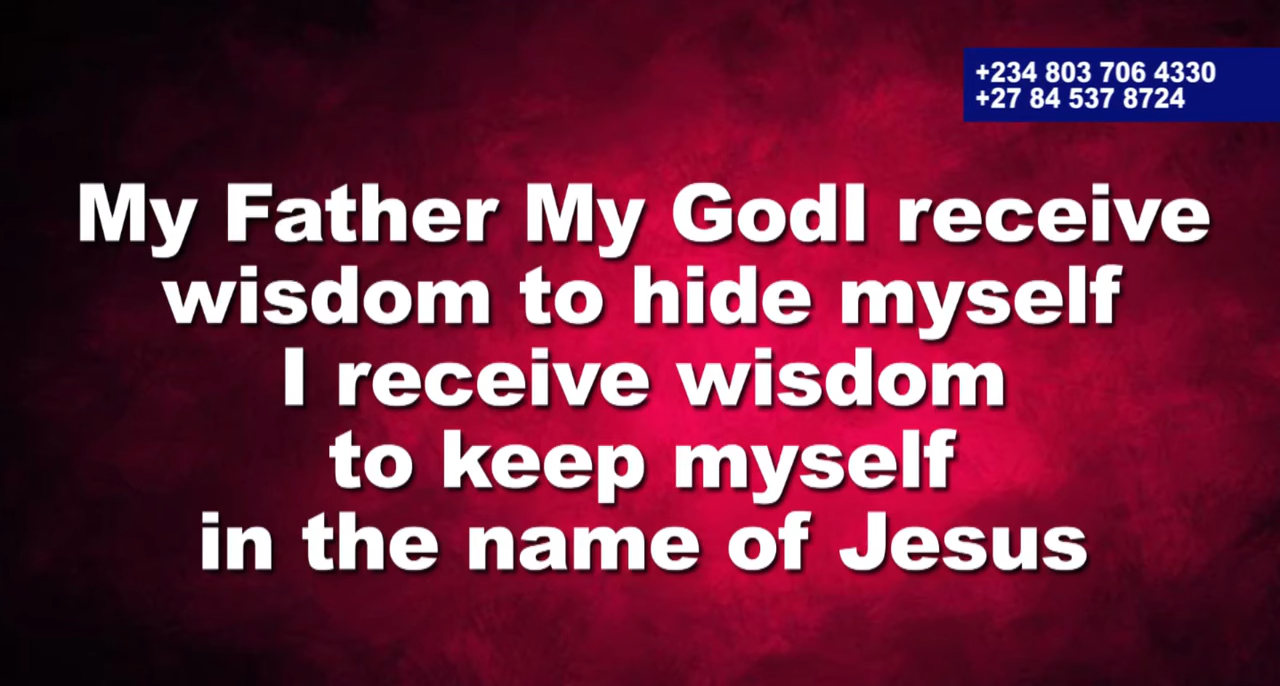 +234 803 706 4330
+27 84 537 8724
My Father My GodI receive
wisdom to hide myself
I receive wisdom
to keep myself
in the name of Jesus